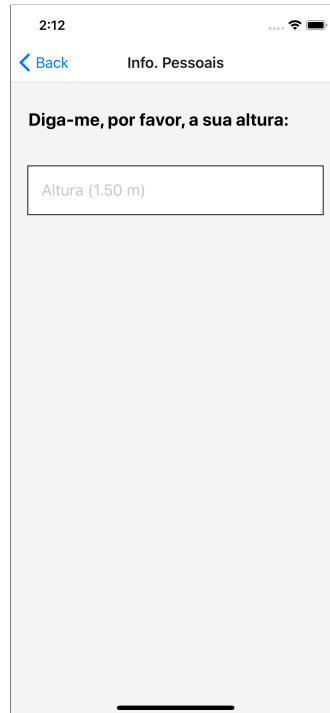 2:12
Back
Info. Pessoais
Diga-me, por favor, a sua altura:
Altura (1.50 m)